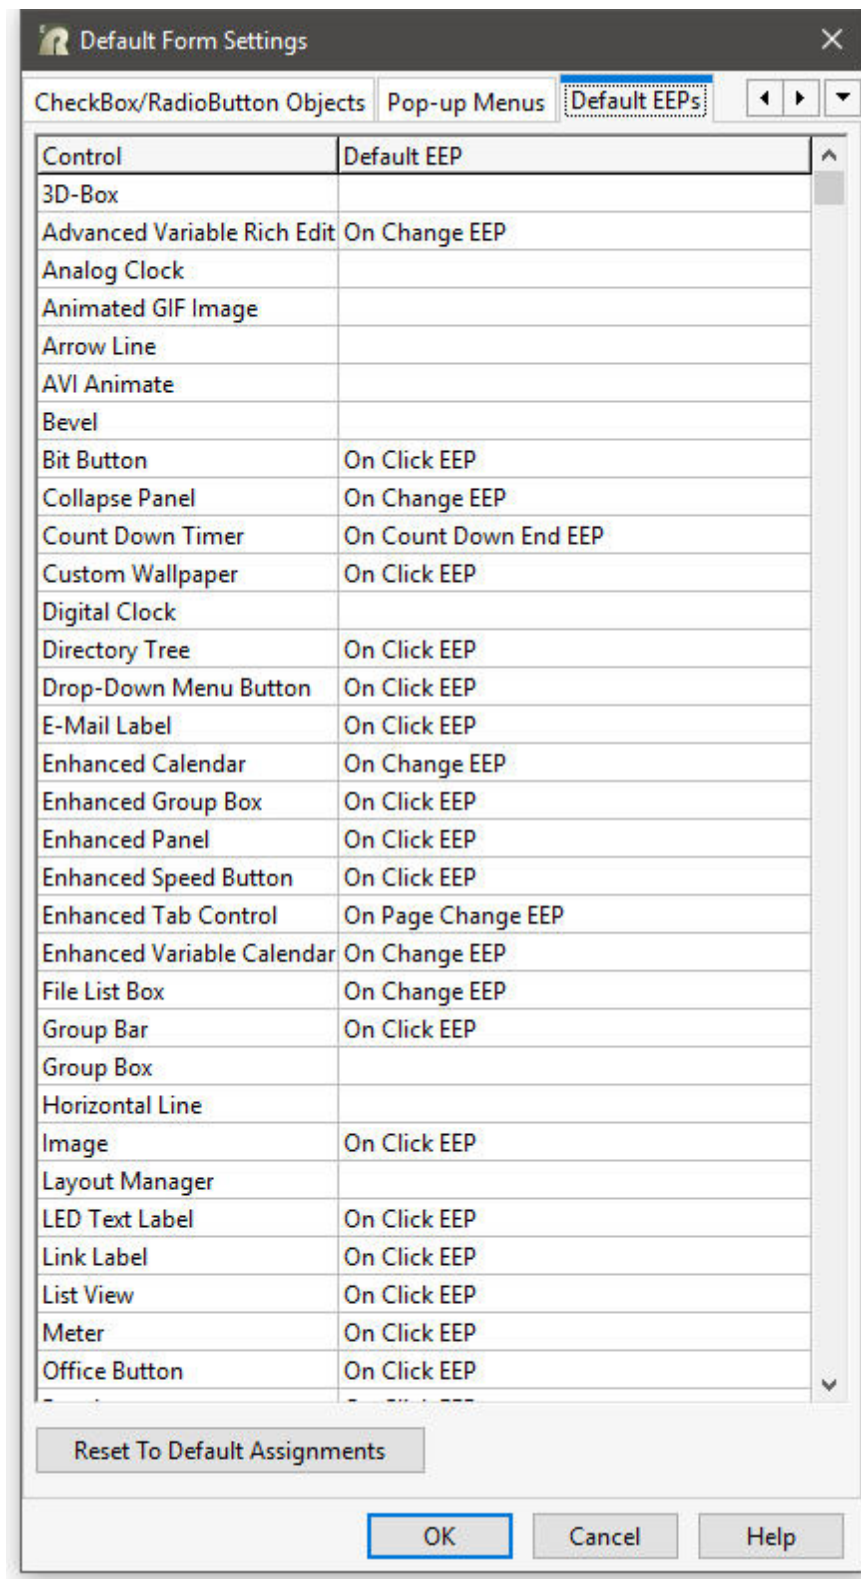 Default Form Settings
CheckBox/RadioButton Objects Pop-up Menus Default EEPs
Control Default EEP
3D-Box
Advanced Variable Rich Edit On Change EEP
Analog Clock
Animated GIF Image
Arrow Line
AVI Animate
Bevel
Bit Button On Click EEP
Collapse Panel On Change EEP
Count Down Timer On Count Down End EEP
Custom Wallpaper On Click EEP
Digital Clock
Directory Tree On Click EEP
Drop-Down Menu Button On Click EEP
E-Mail Label On Click EEP
Enhanced Calendar On Change EEP
Enhanced Group Box On Click EEP
Enhanced Panel On Click EEP
Enhanced Speed Button On Click EEP
Enhanced Tab Control On Page Change EEP
Enhanced Variable Calendar On Change EEP
File List Box On Change EEP
Group Bar On Click EEP
Group Box
Horizontal Line
Image On Click EEP
Layout Manager
LED Text Label On Click EEP
Link Label On Click EEP
List View On Click EEP
Meter On Click EEP
Office Button On Click EEP
Reset To Default Assignments
OK Cancel Help